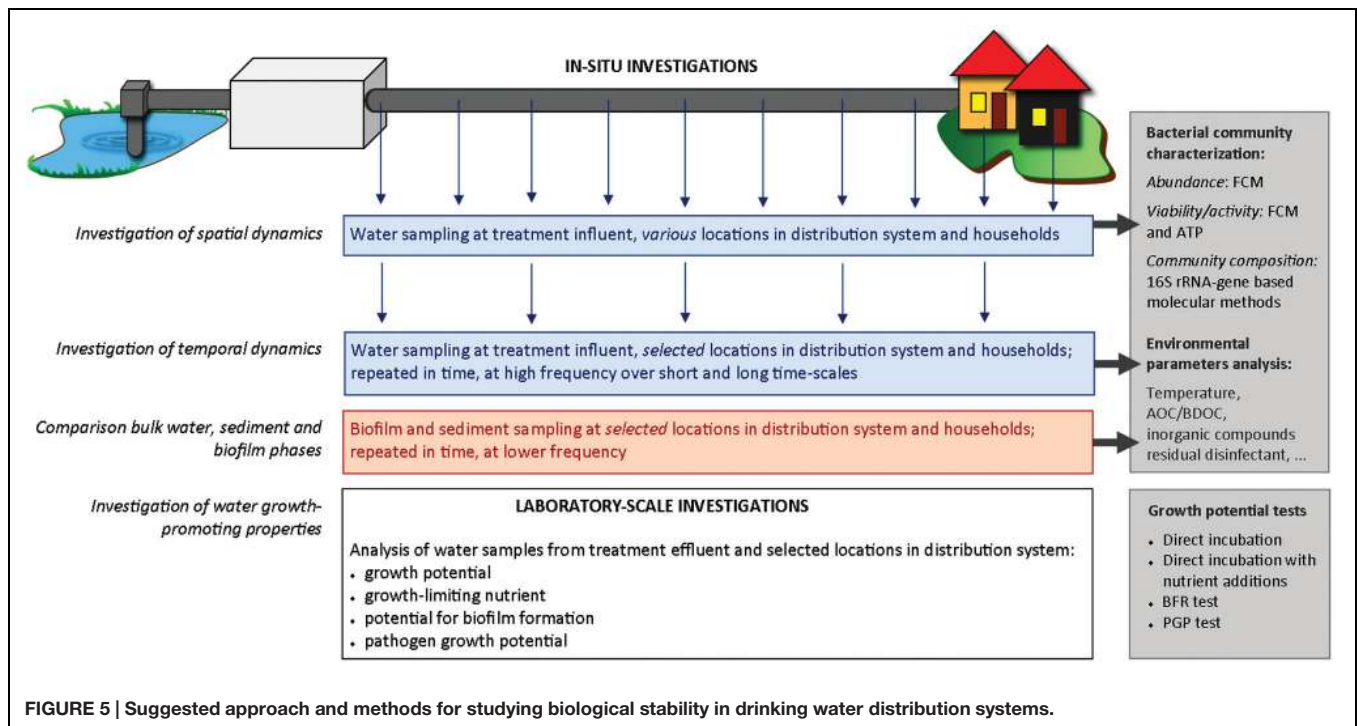 IN-SITU INVESTIGATIONS
Investigation of spatial dynamics
Water sampling at treatment influent, various locations in distribution system and households
Investigation of temporal dynamics
Water sampling at treatment influent, selected locations in distribution system and households;
repeated in time, at high frequency over short and long time-scales
Comparison bulk water, sediment and
biofilm phases
Biofilm and sediment sampling at selected locations in distribution system and households;
repeated in time, at lower frequency
Bacterial community
characterization:
Abundance: FCM
Viability/activity: FCM
and ATP
Community composition:
16S rRNA-gene based
molecular methods
Environmental
parameters analysis:
Temperature,
AOC/BDOC,
inorganic compounds
residual disinfectant, ...
Investigation of water growth-
promoting properties
LABORATORY-SCALE INVESTIGATIONS
Analysis of water samples from treatment effluent and selected locations in distribution system:
• growth potential
• growth-limiting nutrient
• potential for biofilm formation
• pathogen growth potential
Growth potential tests
• Direct incubation
• Direct incubation with
nutrient additions
• BFR test
• PGP test
FIGURE 5 | Suggested approach and methods for studying biological stability in drinking water distribution systems.